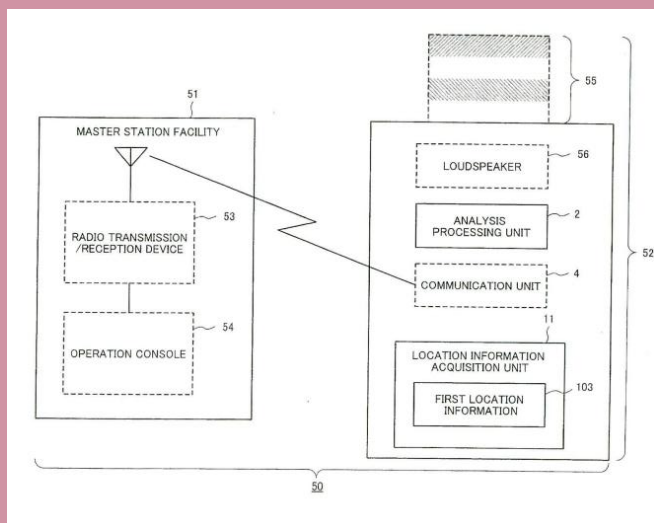 51
MASTER STATION FACILITY
53
RADIO TRANSMISSION
/RECEPTION DEVICE
54
OPERATION CONSOLE
55
56
LOUDSPEAKER
2
ANALYSIS
PROCESSING UNIT
52
4
COMMUNICATION UNIT
11
LOCATION INFORMATION
ACQUISITION UNIT
103
FIRST LOCATION
INFORMATION
50